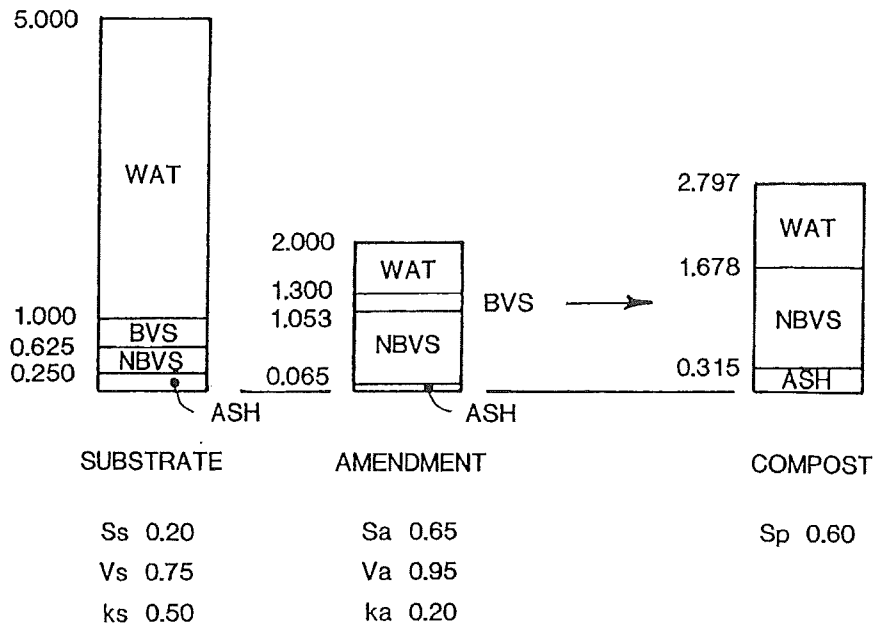 5.000
WAT
1.000
BVS
0.625
NBVS
0.250
ASH
2.000
WAT
1.300
BVS
1.053
NBVS
0.065
ASH
2.797
WAT
1.678
NBVS
0.315
ASH
SUBSTRATE AMENDMENT COMPOST
Ss 0.20 Sa 0.65 Sp 0.60
Vs 0.75 Va 0.95
ks 0.50 ka 0.20